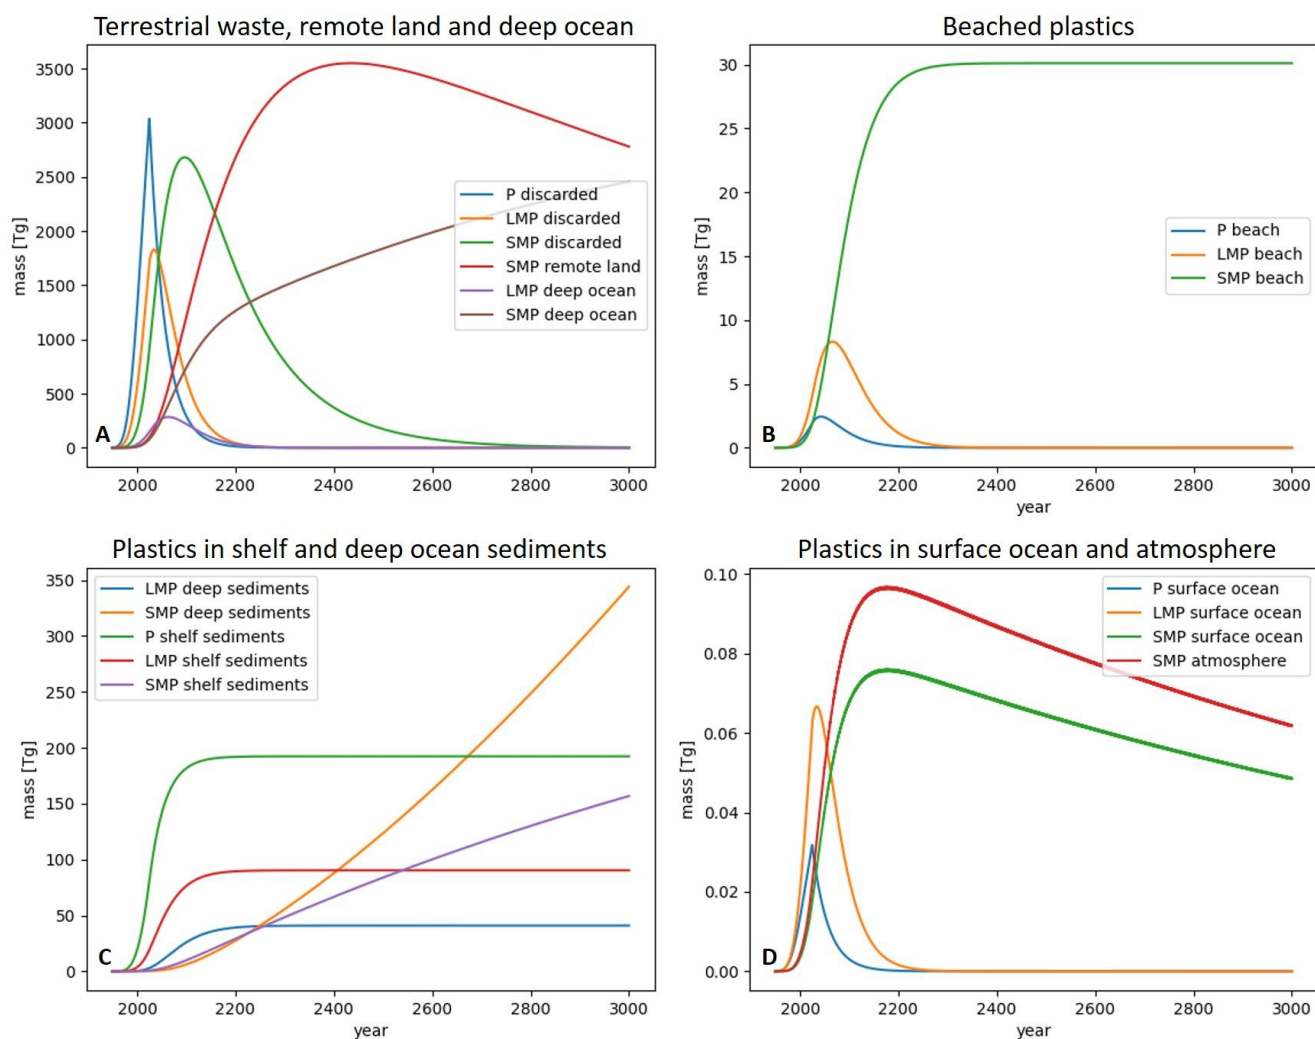 Terrestrial waste, remote land and deep ocean
3500
3000
2500
2000
1500
1000
500
0
mass [Tg]
P discarded
LMP discarded
SMP discarded
SMP remote land
LMP deep ocean
SMP deep ocean
A
2000 2200 2400 2600 2800 3000
Beached plastics
30
25
20
15
10
5
0
mass [Tg]
P beach
LMP beach
SMP beach
B
2000 2200 2400 2600 2800 3000
year
Plastics in shelf and deep ocean sediments
350
300
250
200
150
100
50
0
mass [Tg]
LMP deep sediments
SMP deep sediments
P shelf sediments
LMP shelf sediments
SMP shelf sediments
C
2000 2200 2400 2600 2800 3000
year
Plastics in surface ocean and atmosphere
0.10
0.08
0.06
0.04
0.02
0.00
mass [Tg]
P surface ocean
LMP surface ocean
SMP surface ocean
SMP atmosphere
D
2000 2200 2400 2600 2800 3000
year